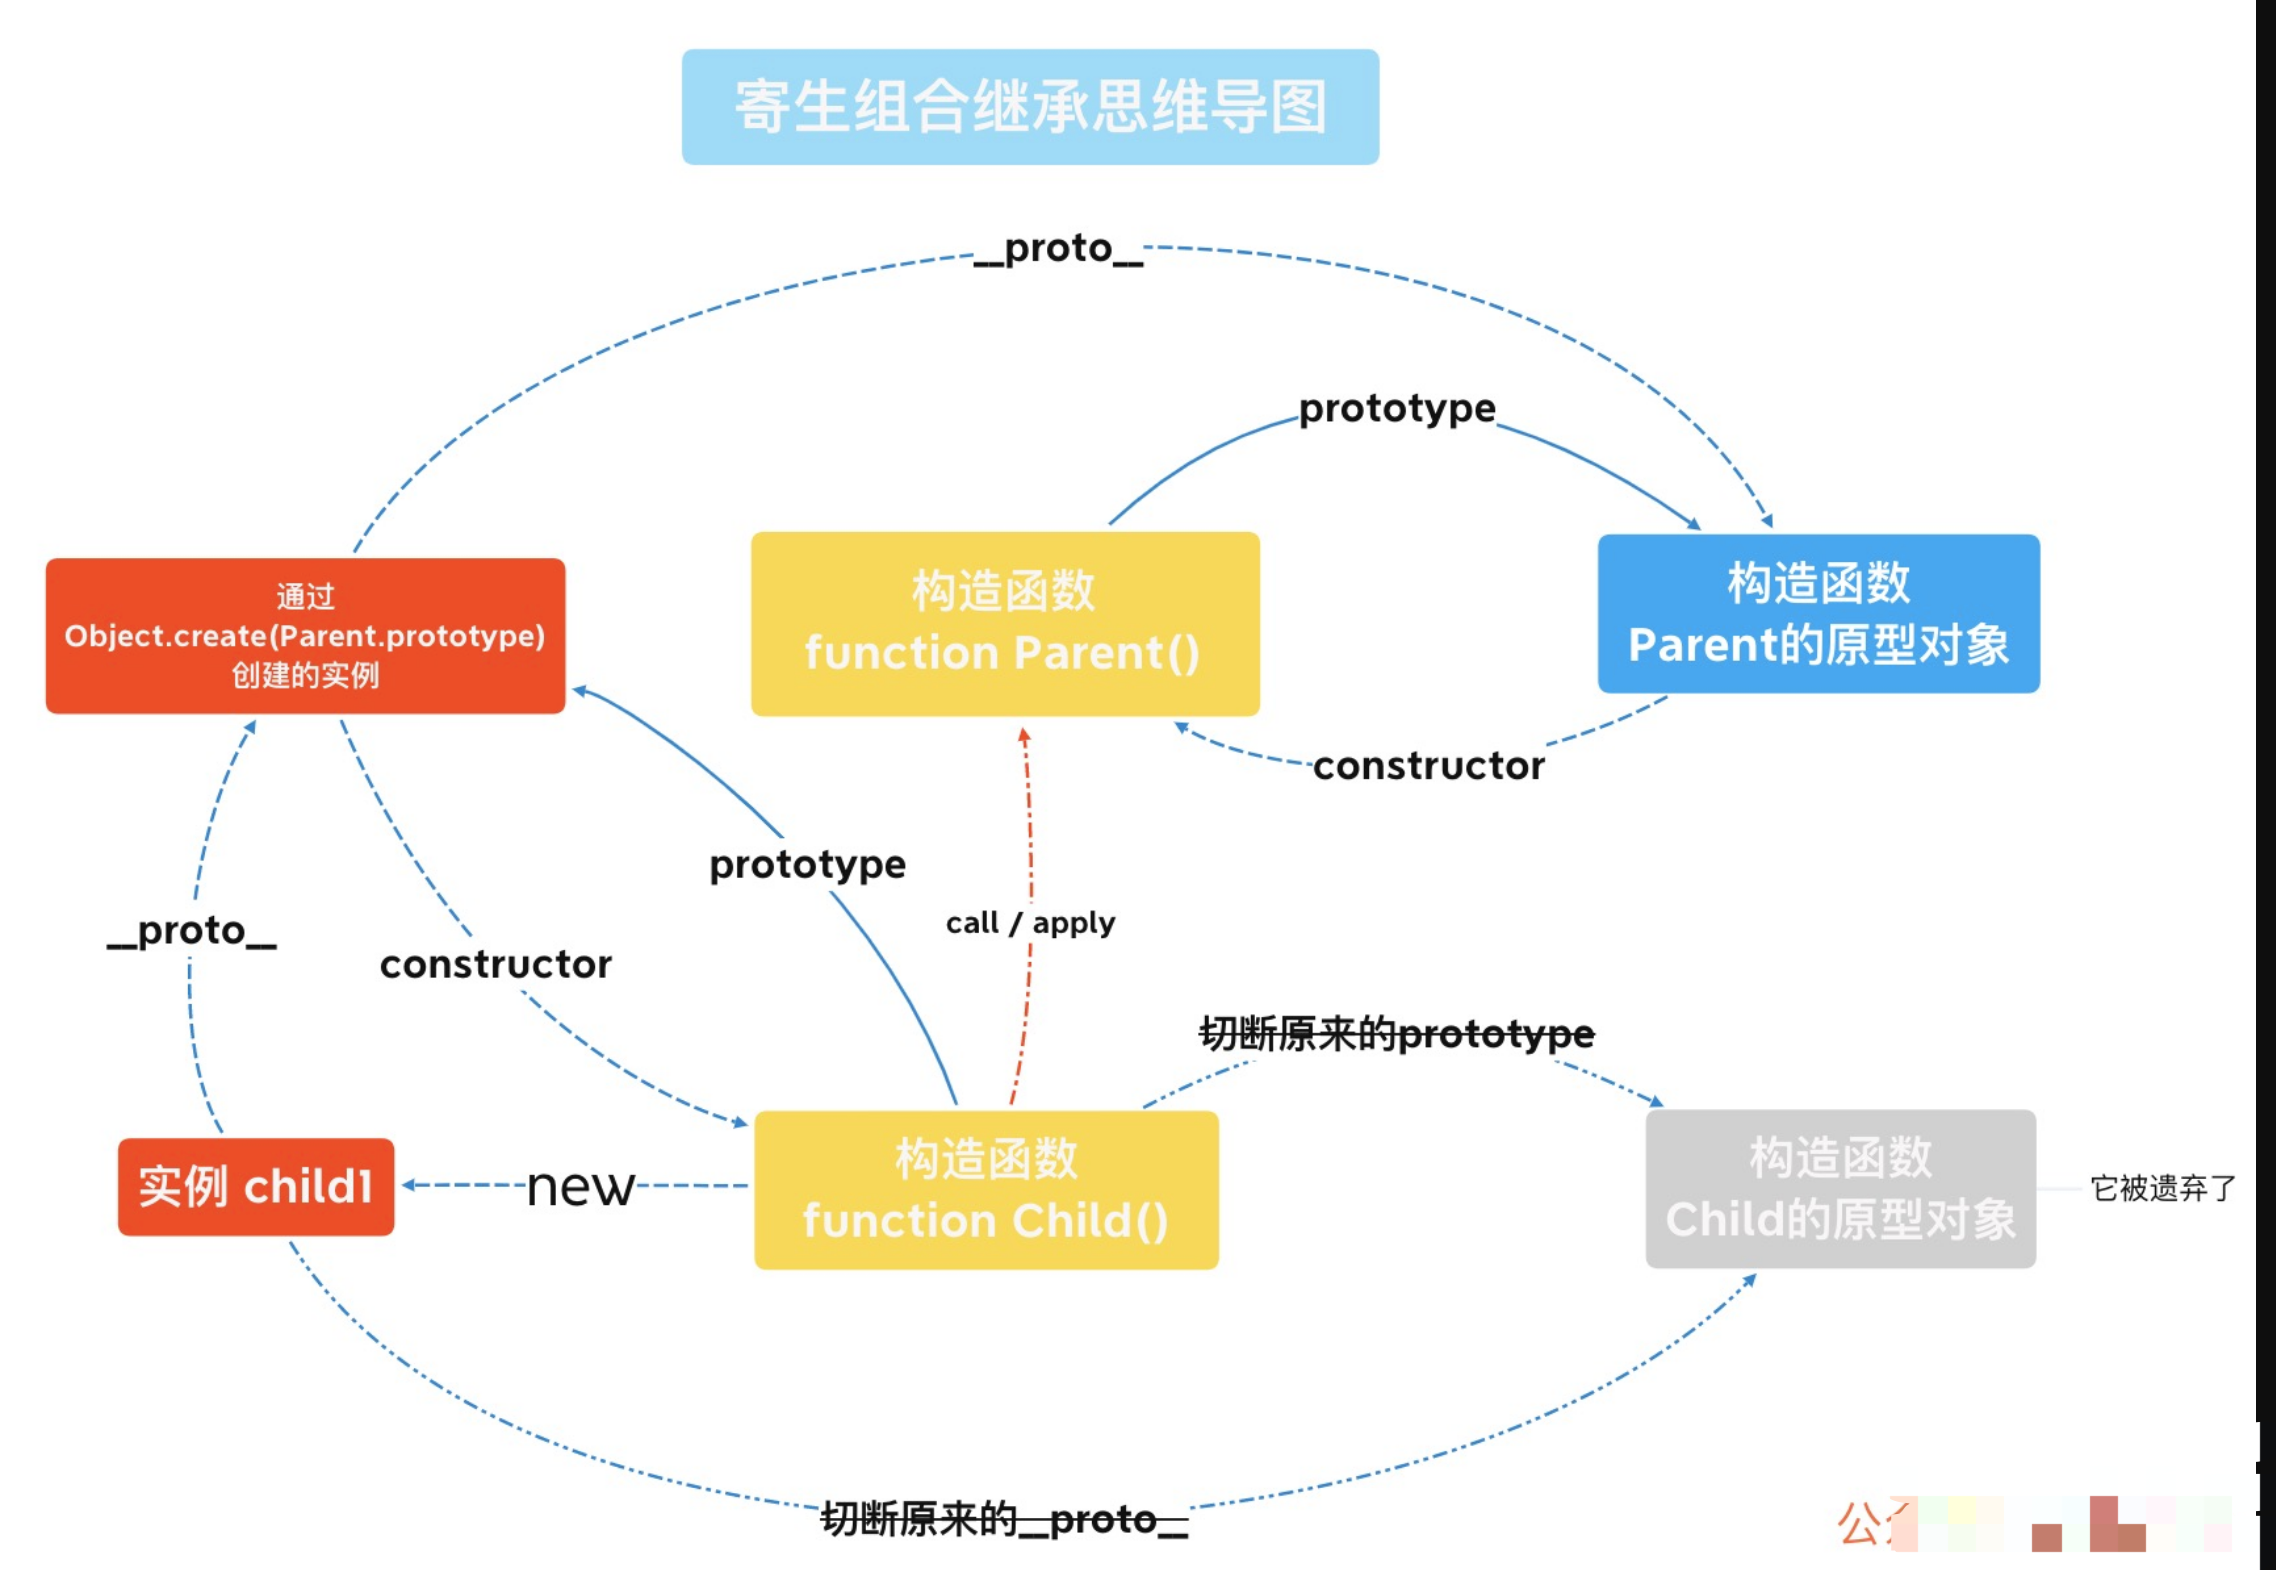 寄生组合继承思维导图
__proto__
prototype
通过
Object.create(Parent.prototype)
创建的实例
构造函数
function Parent()
构造函数
Parent的原型对象
constructor
prototype
call / apply
__proto__
constructor
切断原来的prototype
实例 child1
new
构造函数
function Child()
构造函数
Child的原型对象
它被遗弃了
切断原来的__proto__
公